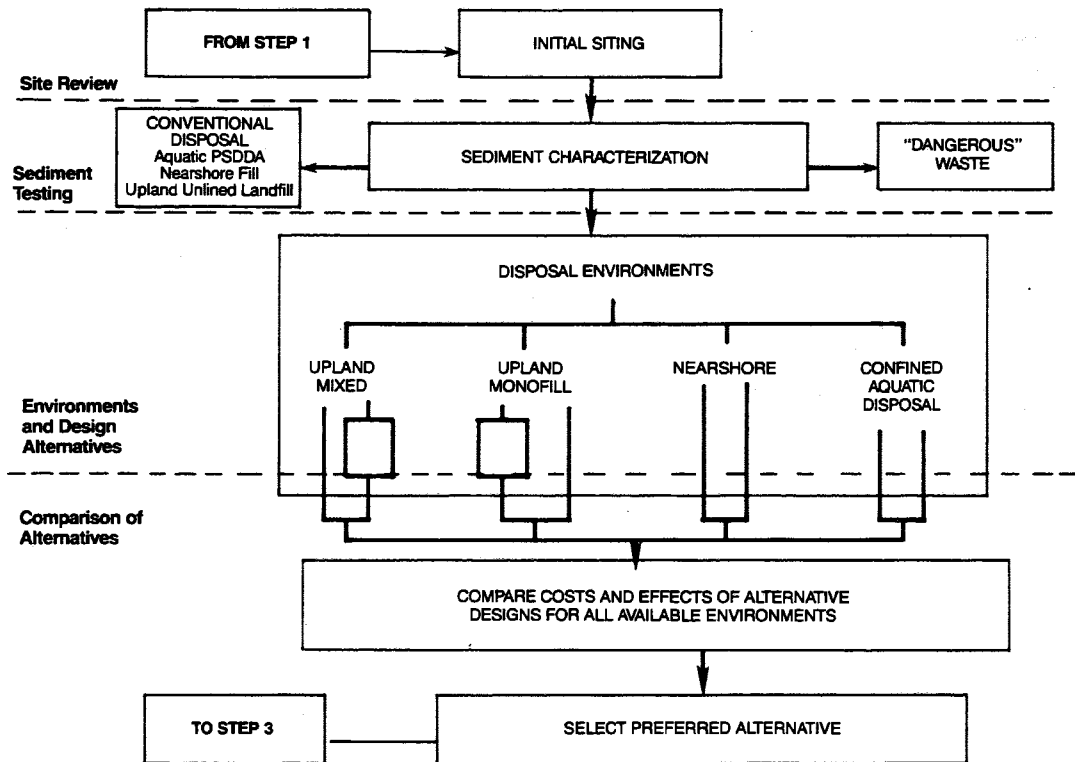 FROM STEP 1
INITIAL SITING
Site Review
CONVENTIONAL
DISPOSAL
Aquatic PSDDA
Nearshore Fill
Upland Unlined Landfill
SEDIMENT CHARACTERIZATION
"DANGEROUS"
WASTE
Sediment
Testing
DISPOSAL ENVIRONMENTS
UPLAND
MIXED
UPLAND
MONOFILL
NEARSHORE
CONFINED
AQUATIC
DISPOSAL
Environments
and Design
Alternatives
Comparison of
Alternatives
COMPARE COSTS AND EFFECTS OF ALTERNATIVE
DESIGNS FOR ALL AVAILABLE ENVIRONMENTS
TO STEP 3
SELECT PREFERRED ALTERNATIVE